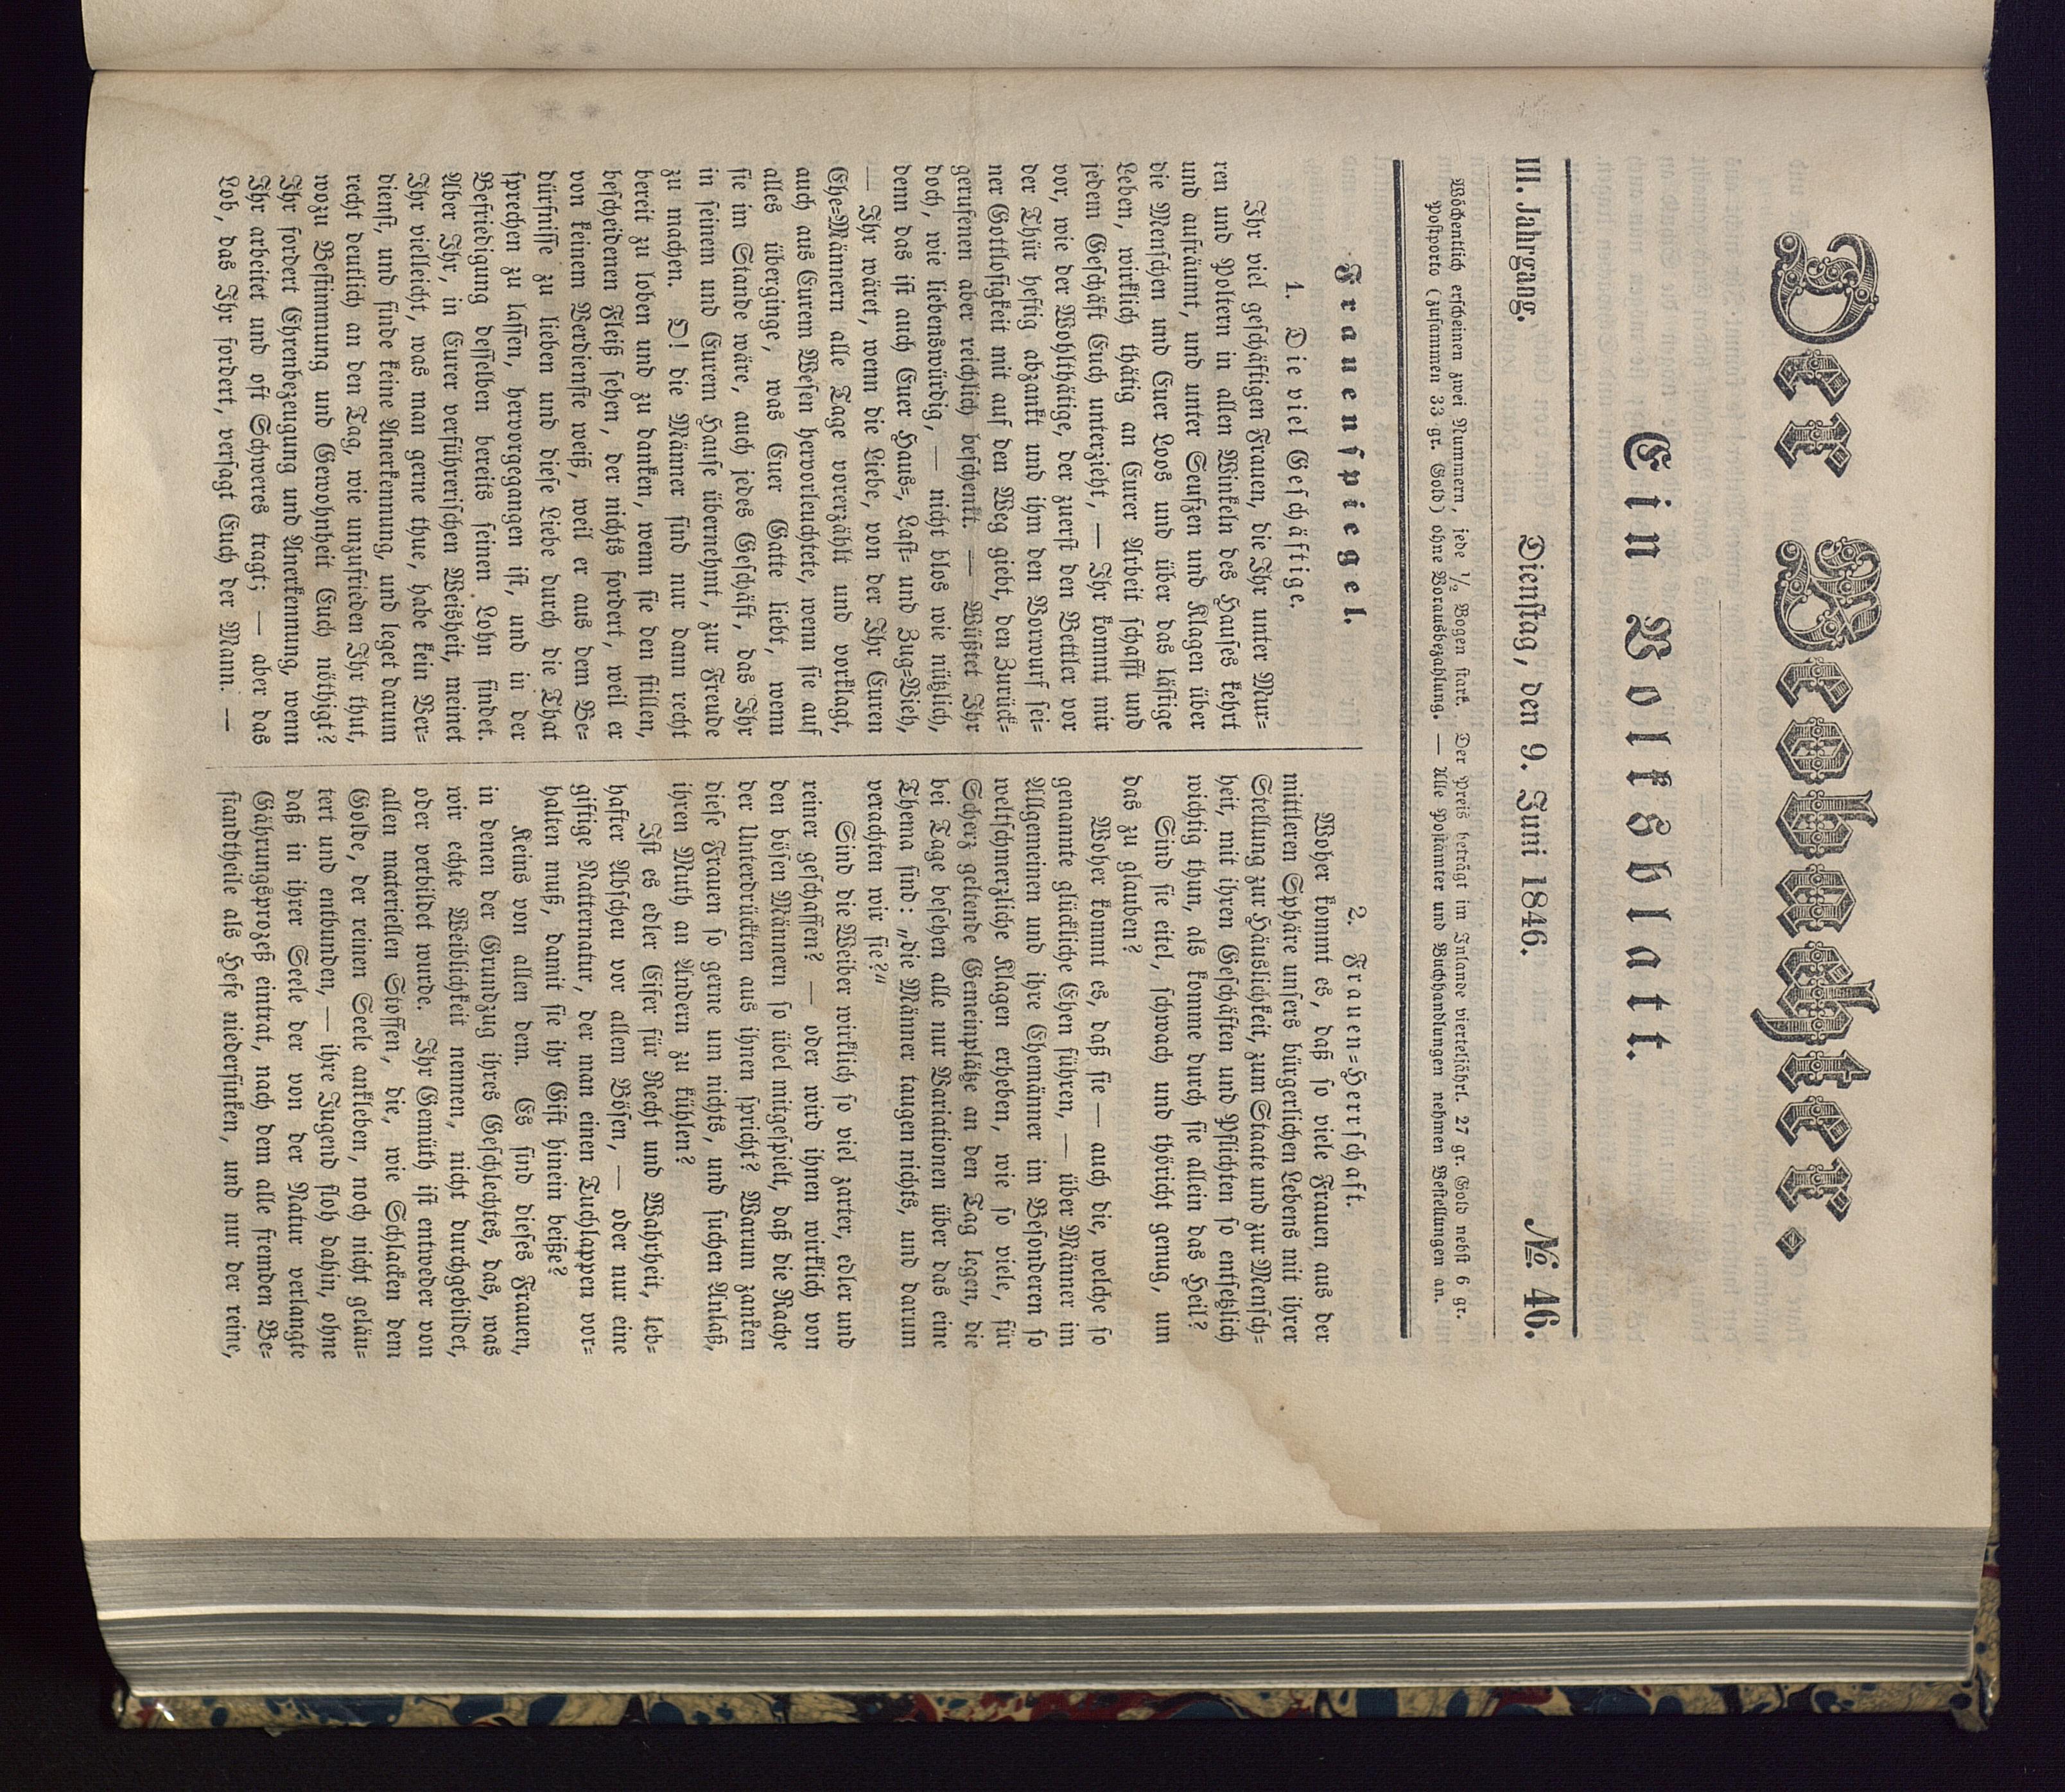 Der Beobachter.
Ein Volksblatt.
III. Jahrgang. Dienſtag, den 9. Juni 1846. № 46.
Wöchentlich erſcheinen zwei Nummern, jede ½ Bogen ſtark. Der Preis beträgt im Inlande vierteljährl. 27 gr. Gold nebſt 6 gr.
Poſtporto (zuſammen 33 gr. Gold) ohne Vorausbezahlung. — Alle Poſtämter und Buchhandlungen nehmen Beſtellungen an.
Frauenſpiegel.
1. Die viel Geſchäftige.
Ihr viel geſchäftigen Frauen, die Ihr unter Mur=
ren und Poltern in allen Winkeln des Hauſes kehrt
und aufräumt, und unter Seufzen und Klagen über
die Menſchen und Euer Loos und über das läſtige
Leben, wirklich thätig an Eurer Arbeit ſchafft und
jedem Geſchäft Euch unterzieht, — Ihr kommt mir
vor, wie der Wohlthätige, der zuerſt den Bettler vor
der Thür heftig abzankt und ihm den Vorwurf ſei=
ner Gottloſigkeit mit auf den Weg giebt, den Zurück=
gerufenen aber reichlich beſchenkt. — Wüßtet Ihr
doch, wie liebenswürdig, — nicht blos wie nützlich,
denn das iſt auch Euer Haus=, Laſt= und Zug=Vieh,
— Ihr wäret, wenn die Liebe, von der Ihr Euren
Ehe=Männern alle Tage vorerzählt und vorklagt,
auch aus Eurem Weſen hervorleuchtete, wenn ſie auf
alles überginge, was Euer Gatte liebt, wenn
ſie im Stande wäre, auch jedes Geſchäft, das Ihr
in ſeinem und Euren Hauſe übernehmt, zur Freude
zu machen. O! die Männer ſind nur dann recht
bereit zu loben und zu danken, wenn ſie den ſtillen,
beſcheidenen Fleiß ſehen, der nichts fordert, weil er
von keinem Verdienſte weiß, weil er aus dem Be=
dürfniſſe zu lieben und dieſe Liebe durch die That
ſprechen zu laſſen, hervorgegangen iſt, und in der
Befriedigung deſſelben bereits ſeinen Lohn findet.
Aber Ihr, in Eurer verführeriſchen Weisheit, meinet
Ihr vielleicht, was man gerne thue, habe kein Ver=
dienſt, und finde keine Anerkennung, und leget darum
recht deutlich an den Tag, wie unzufrieden Ihr thut,
wozu Beſtimmung und Gewohnheit Euch nöthigt?
Ihr fordert Ehrenbezeugung und Anerkennung, wenn
Ihr arbeitet und oft Schweres tragt; — aber das
Lob, das Ihr fordert, verſagt Euch der Mann. —
2. Frauen=Herrſchaft.
Woher kommt es, daß ſo viele Frauen aus der
mittleren Sphäre unſers bürgerlichen Lebens mit ihrer
Stellung zur Häuslichkeit, zum Staate und zur Menſch=
heit, mit ihren Geſchäften und Pflichten ſo entſetzlich
wichtig thun, als komme durch ſie allein das Heil?
Sind ſie eitel, ſchwach und thöricht genug, um
das zu glauben?
Woher kommt es, daß ſie — auch die, welche ſo
genannte glückliche Ehen führen, — über Männer im
Allgemeinen und ihre Ehemänner im Beſonderen ſo
weltſchmerzliche Klagen erheben, wie ſo viele, für
Scherz geltende Gemeinplätze an den Tag legen, die
bei Tage beſehen alle nur Variationen über das eine
Thema ſind: „die Männer taugen nichts, und darum
verachten wir ſie?“
Sind die Weiber wirklich ſo viel zarter, edler und
reiner geſchaffen? — oder wird ihnen wirklich von
den böſen Männern ſo übel mitgeſpielt, daß die Rache
der Unterdrückten aus ihnen ſpricht? Warum zanken
dieſe Frauen ſo gerne um nichts, und ſuchen Anlaß,
ihren Muth an Andern zu kühlen?
Iſt es edler Eifer für Recht und Wahrheit, leb=
hafter Abſcheu vor allem Böſen, — oder nur eine
giftige Natternatur, der man einen Tuchlappen vor=
halten muß, damit ſie ihr Gift hinein beiße?
Keins von allen dem. Es ſind dieſes Frauen,
in denen der Grundzug ihres Geſchlechtes, das, was
wir echte Weiblichkeit nennen, nicht durchgebildet,
oder verbildet wurde. Ihr Gemüth iſt entweder von
allen materiellen Stoffen, die, wie Schlacken dem
Golde, der reinen Seele ankleben, noch nicht geläu=
tert und entbunden, — ihre Jugend floh dahin, ohne
daß in ihrer Seele der von der Natur verlangte
Gährungsprozeß eintrat, nach dem alle fremden Be=
ſtandtheile als Hefe niederſinken, und nur der reine,